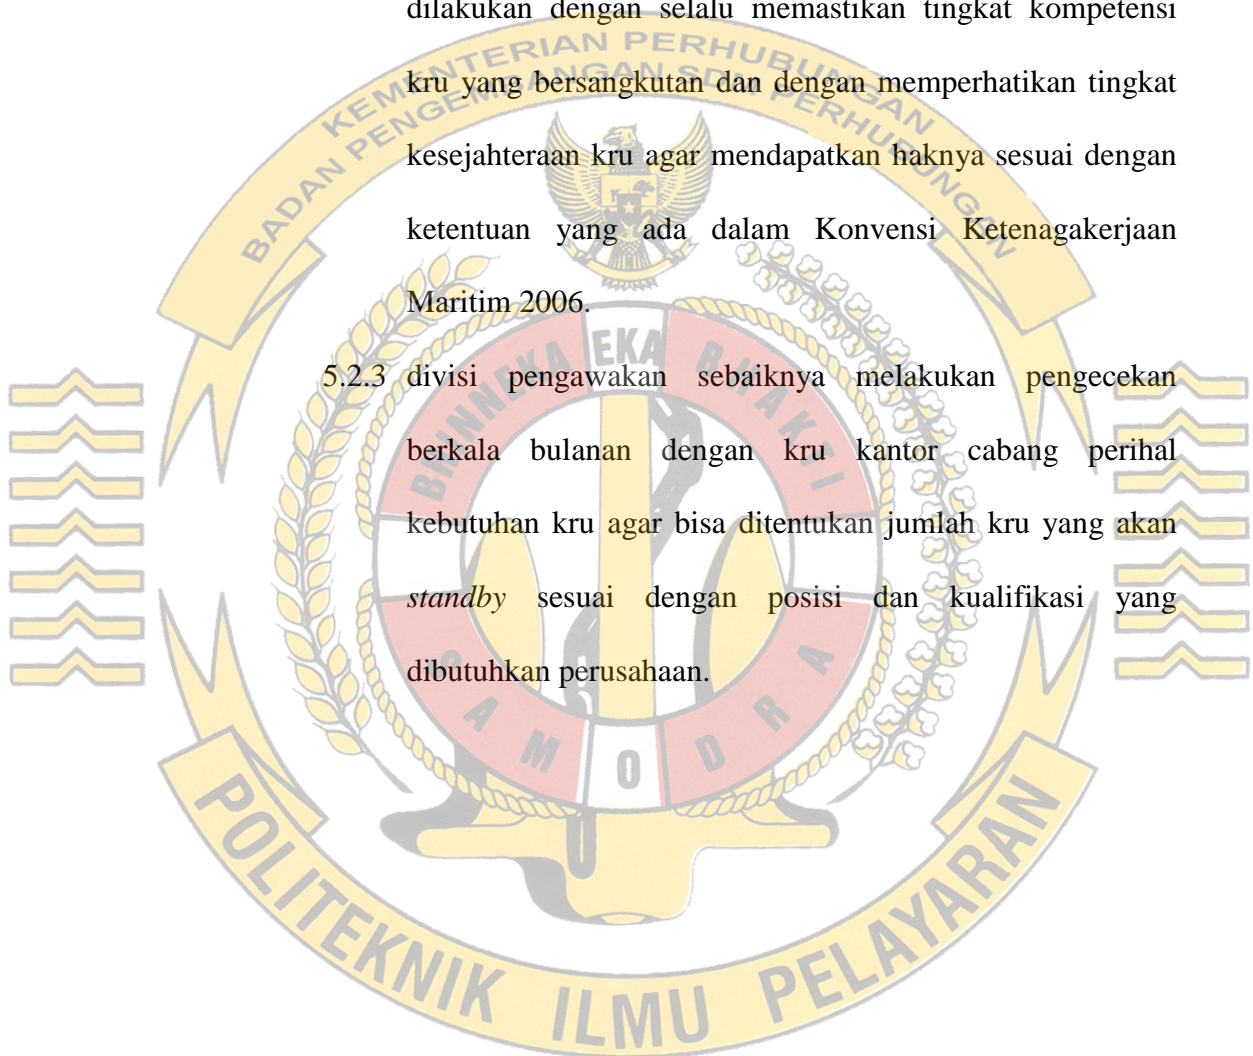 dilakukan dengan selalu memastikan tingkat kompetensi
KEMENTERIAN PERHUBUNGAN
BADAN PENGEMBANGAN SDM PERHUBUNGAN
kru yang bersangkutan dan dengan memperhatikan tingkat
kesejahteraan kru agar mendapatkan haknya sesuai dengan
ketentuan yang ada dalam Konvensi Ketenagakerjaan
Maritim 2006.
BHINNEKA EKA BHAKTI
5.2.3 divisi pengawakan sebaiknya melakukan pengecekan
berkala bulanan dengan kru kantor cabang perihal
kebutuhan kru agar bisa ditentukan jumlah kru yang akan
standby sesuai dengan posisi dan kualifikasi yang
dibutuhkan perusahaan.
SAMODRA
POLITEKNIK ILMU PELAYARAN